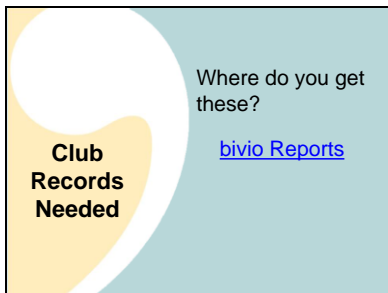 Where do you get
these?
bivio Reports
Club
Records
Needed